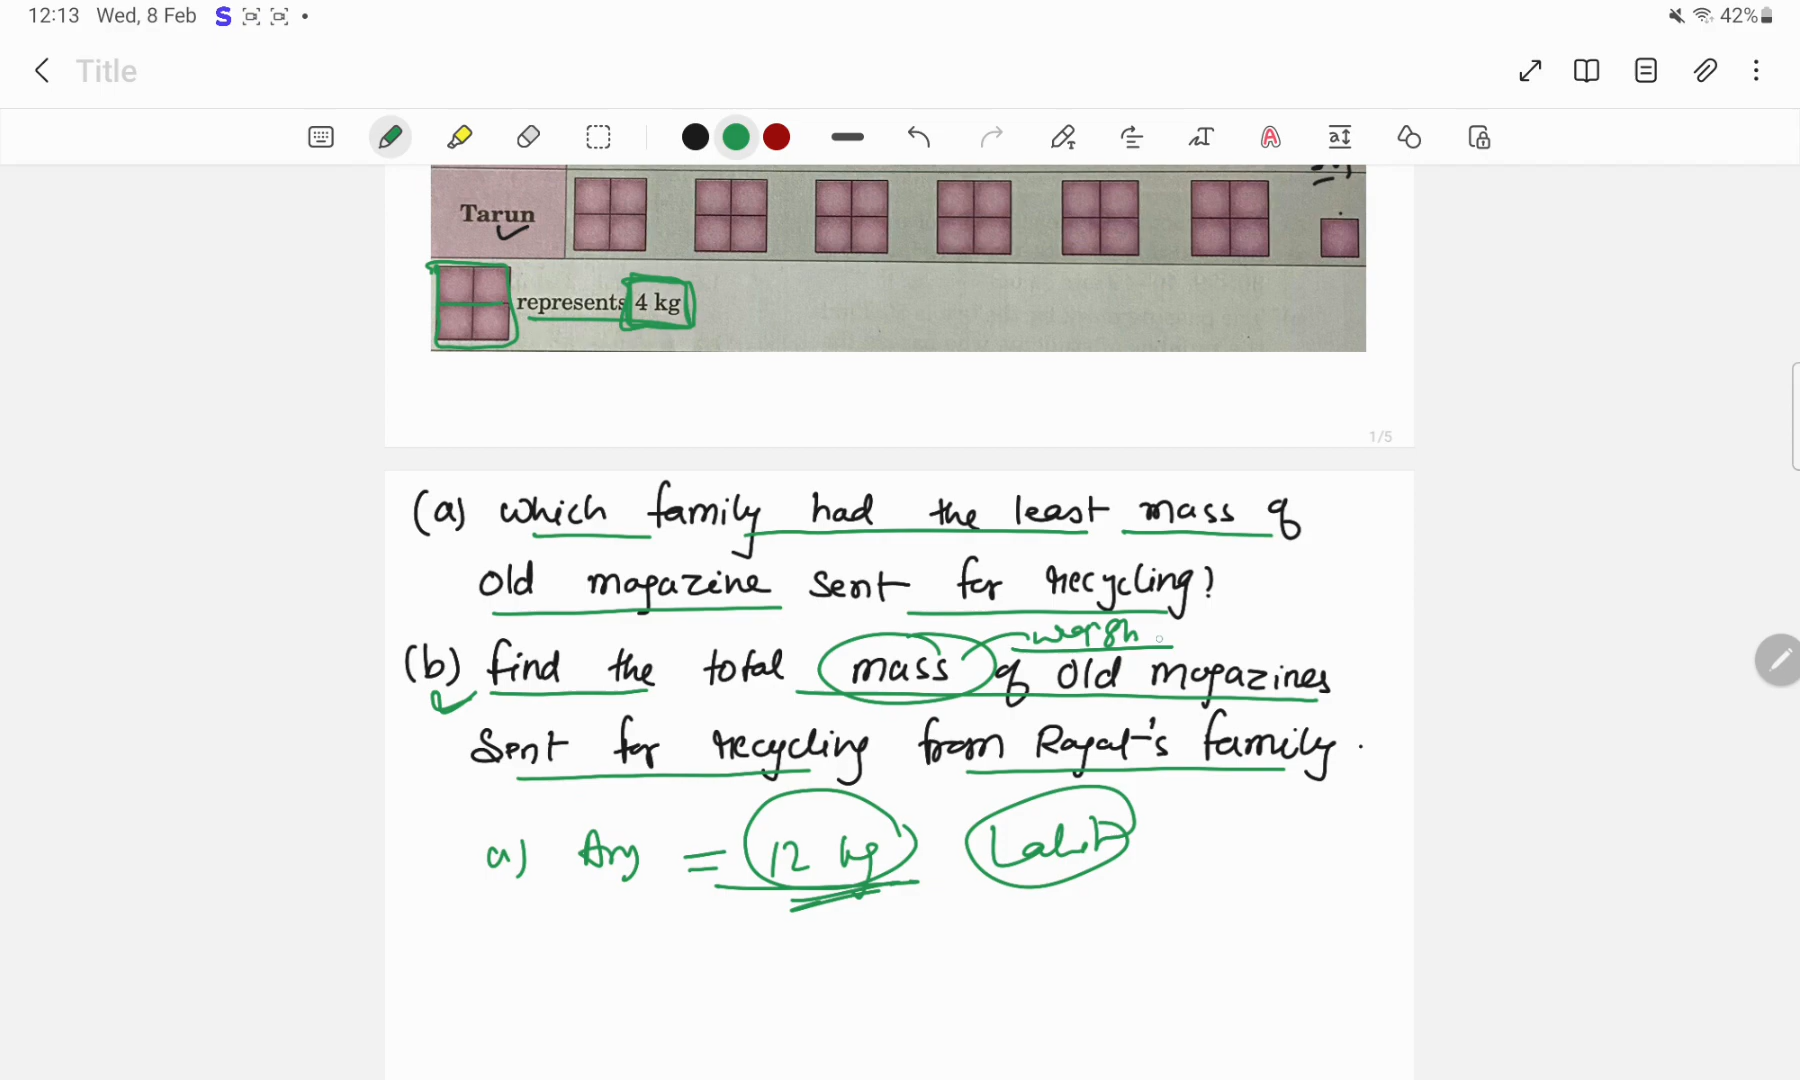 12:13 Wed, 8 Feb
42%
Title
Tarun
represents 4 kg
1/5
(a) which family had the least mass of
old magazine sent for recycling?
weigh
(b) find the total mass of old magazines
sent for recycling from Rajat's family.
a) Ans = 12 kg Lalit